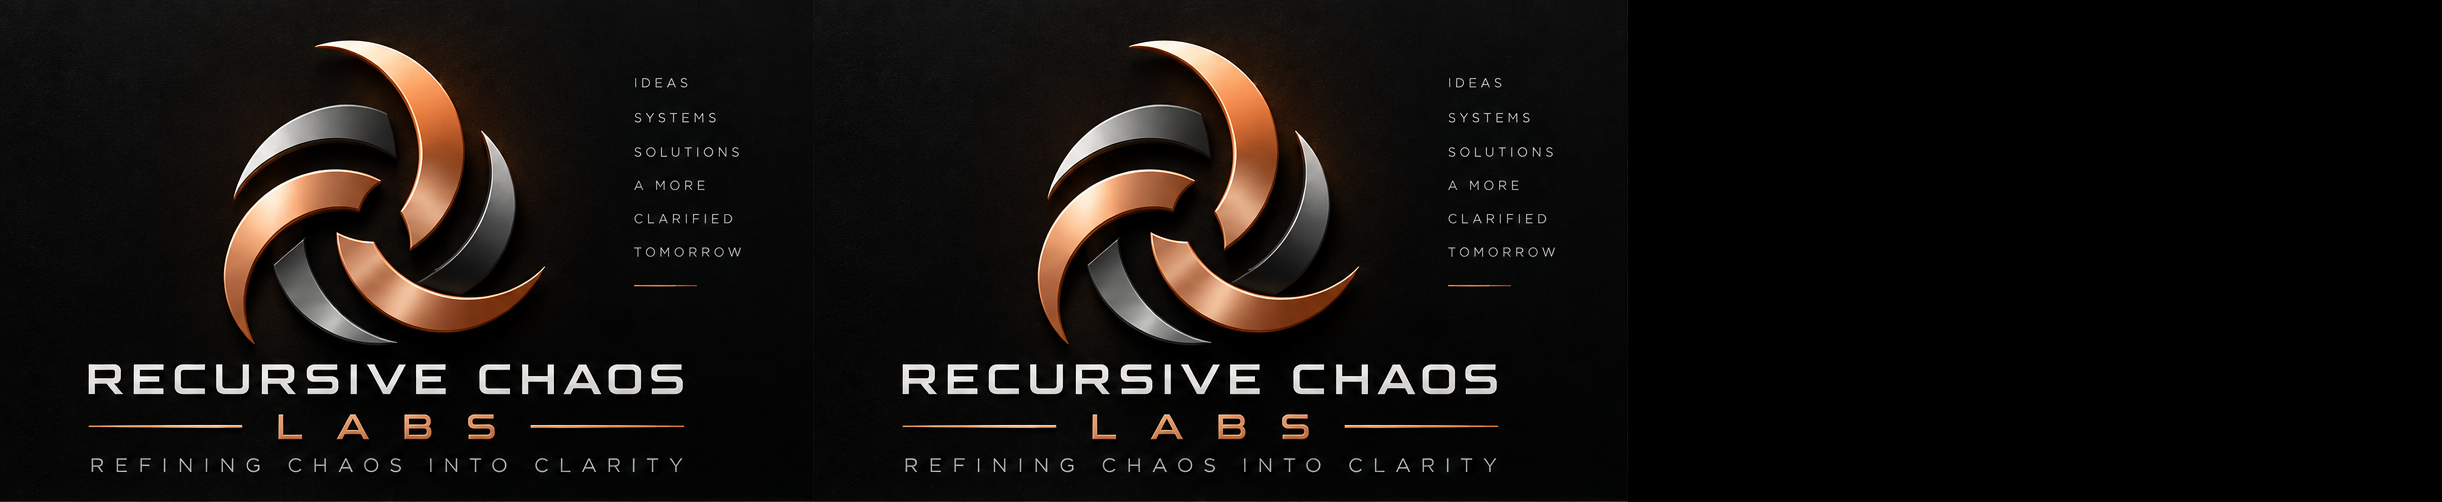 IDEAS
SYSTEMS
SOLUTIONS
A MORE
CLARIFIED
TOMORROW
RECURSIVE CHAOS
LABS
REFINING CHAOS INTO CLARITY
IDEAS
SYSTEMS
SOLUTIONS
A MORE
CLARIFIED
TOMORROW
RECURSIVE CHAOS
LABS
REFINING CHAOS INTO CLARITY